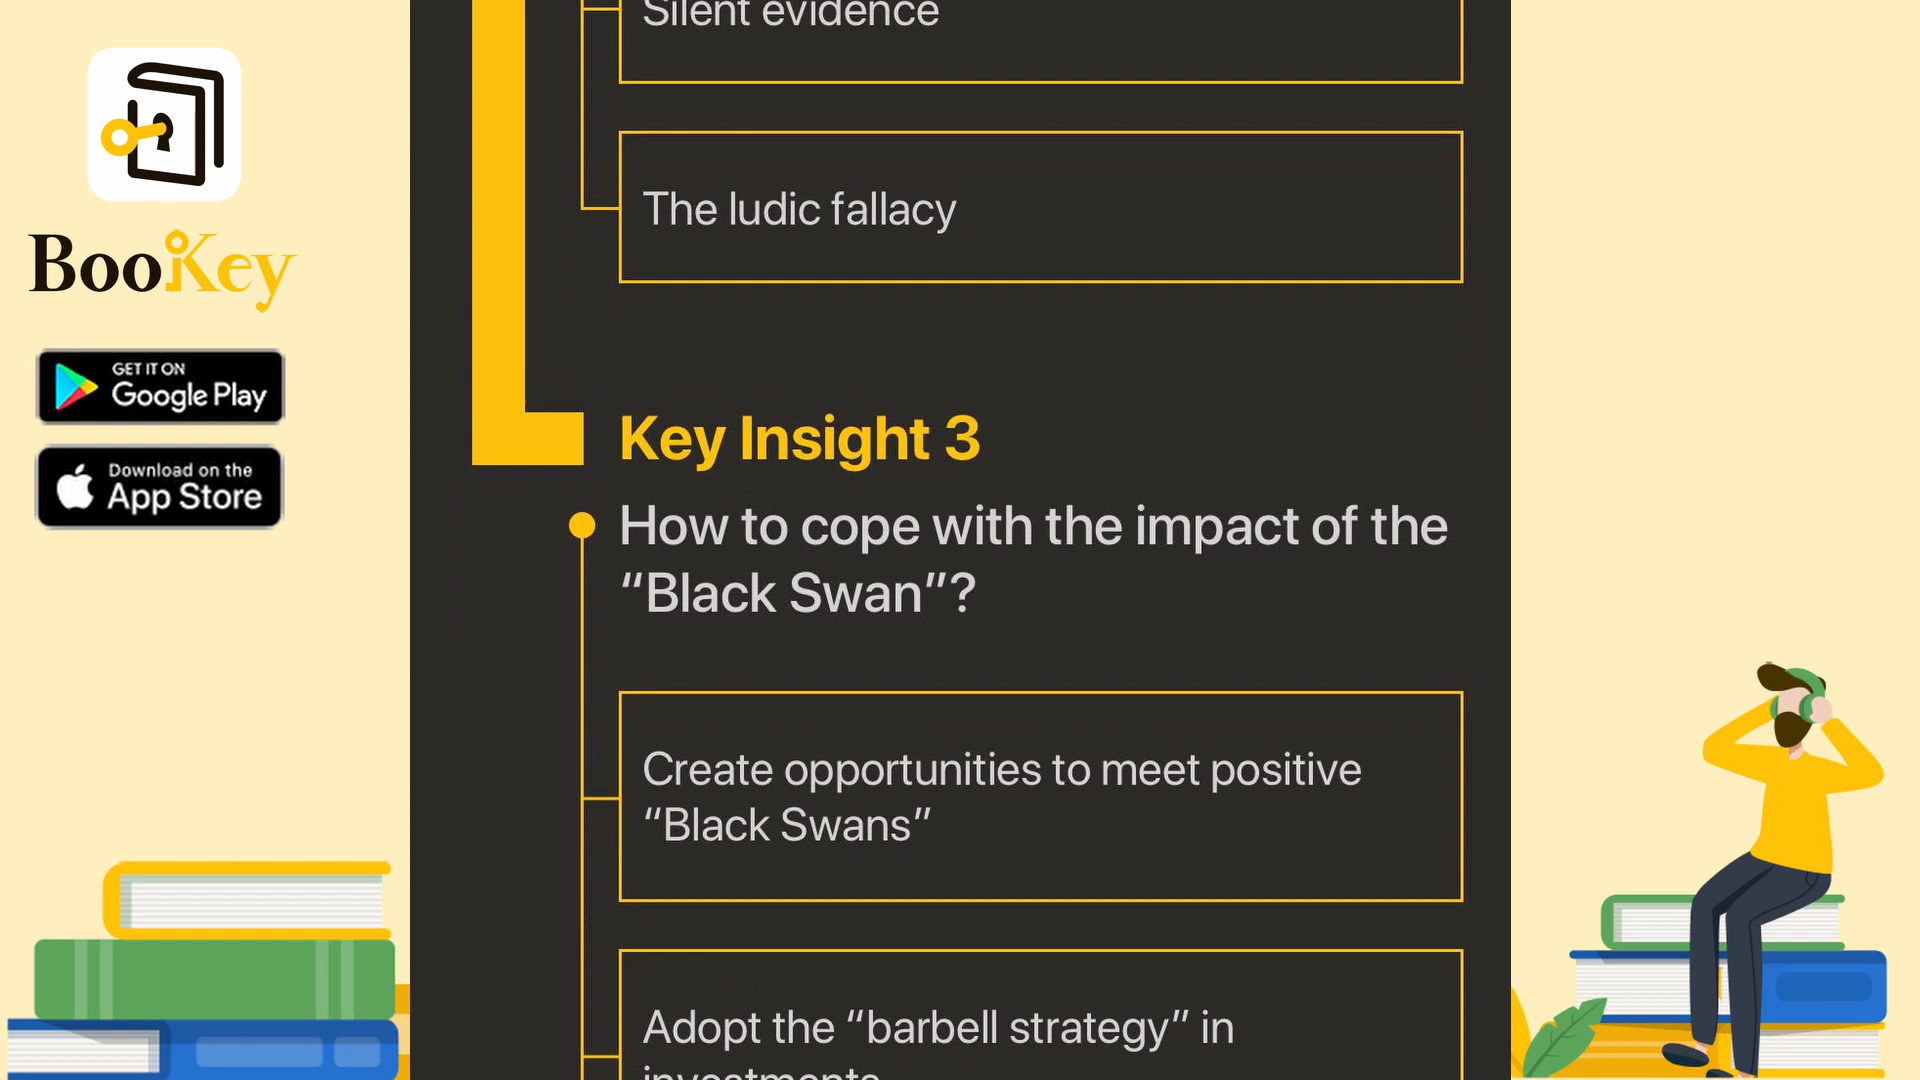 Silent evidence
The ludic fallacy
BooKey
GET IT ON
Google Play
Download on the
App Store
Key Insight 3
How to cope with the impact of the
“Black Swan”?
Create opportunities to meet positive
“Black Swans”
Adopt the “barbell strategy” in
investments